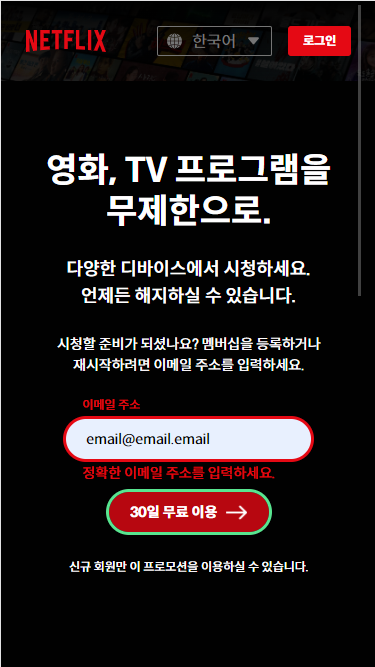 NETFLIX
한국어
로그인
영화, TV 프로그램을
무제한으로.
다양한 디바이스에서 시청하세요.
언제든 해지하실 수 있습니다.
시청할 준비가 되셨나요? 멤버십을 등록하거나
재시작하려면 이메일 주소를 입력하세요.
이메일 주소
email@email.email
정확한 이메일 주소를 입력하세요.
30일 무료 이용
신규 회원만 이 프로모션을 이용하실 수 있습니다.